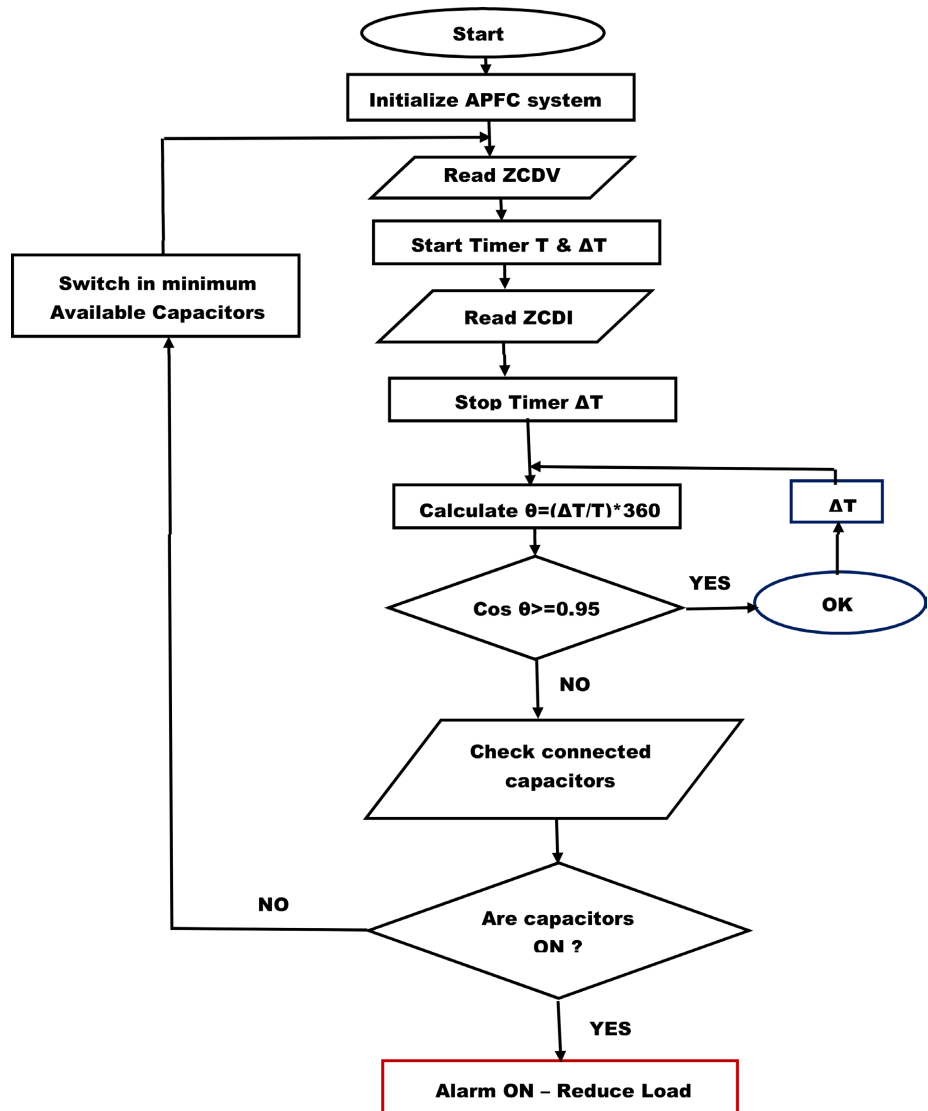 Start
Initialize APFC system
Read ZCDV
Start Timer T & ΔT
Switch in minimum
Available Capacitors
Read ZCDI
Stop Timer ΔT
Calculate θ=(ΔT/T)*360
ΔT
YES
Cos θ>=0.95
OK
NO
Check connected
capacitors
NO
Are capacitors
ON ?
YES
Alarm ON – Reduce Load